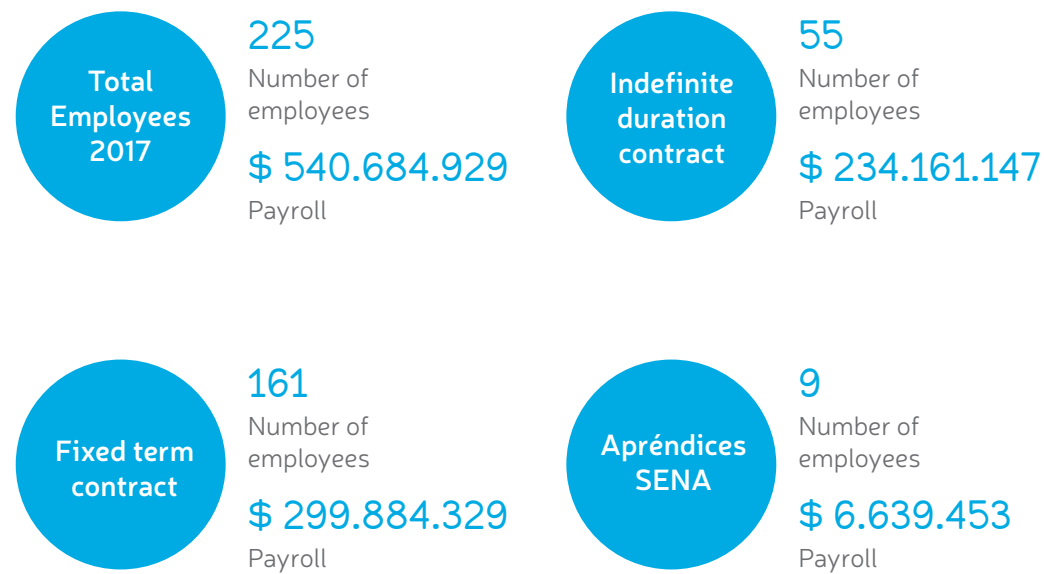 Total
Employees
2017
225
Number of
employees
$ 540.684.929
Payroll
Indefinite
duration
contract
55
Number of
employees
$ 234.161.147
Payroll
Fixed term
contract
161
Number of
employees
$ 299.884.329
Payroll
Apréndices
SENA
9
Number of
employees
$ 6.639.453
Payroll